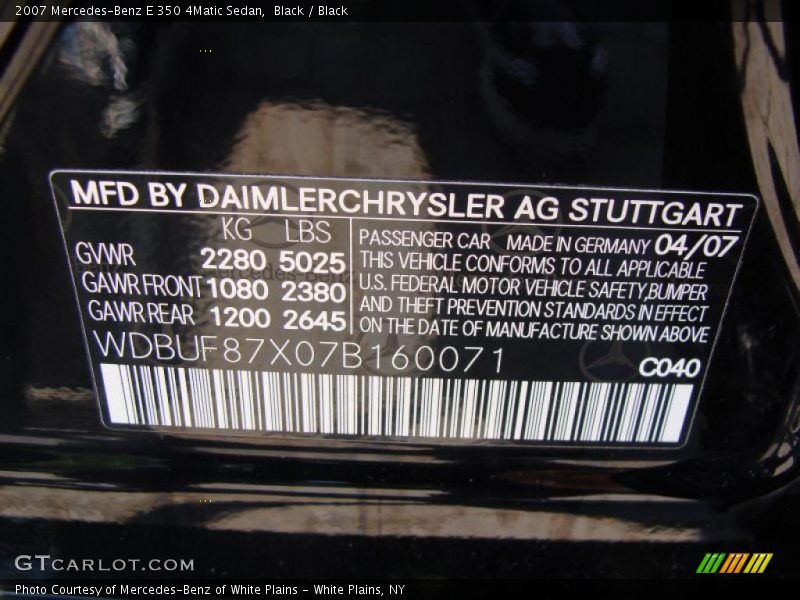 2007 Mercedes-Benz E 350 4Matic Sedan, Black / Black
MFD BY DAIMLERCHRYSLER AG STUTTGART
KG LBS
GVWR 2280 5025
GAWR FRONT 1080 2380
GAWR REAR 1200 2645
PASSENGER CAR MADE IN GERMANY 04/07
THIS VEHICLE CONFORMS TO ALL APPLICABLE
U.S. FEDERAL MOTOR VEHICLE SAFETY, BUMPER
AND THEFT PREVENTION STANDARDS IN EFFECT
ON THE DATE OF MANUFACTURE SHOWN ABOVE
WDBUF87X07B160071
C040
GTCARLOT.COM
Photo Courtesy of Mercedes-Benz of White Plains - White Plains, NY